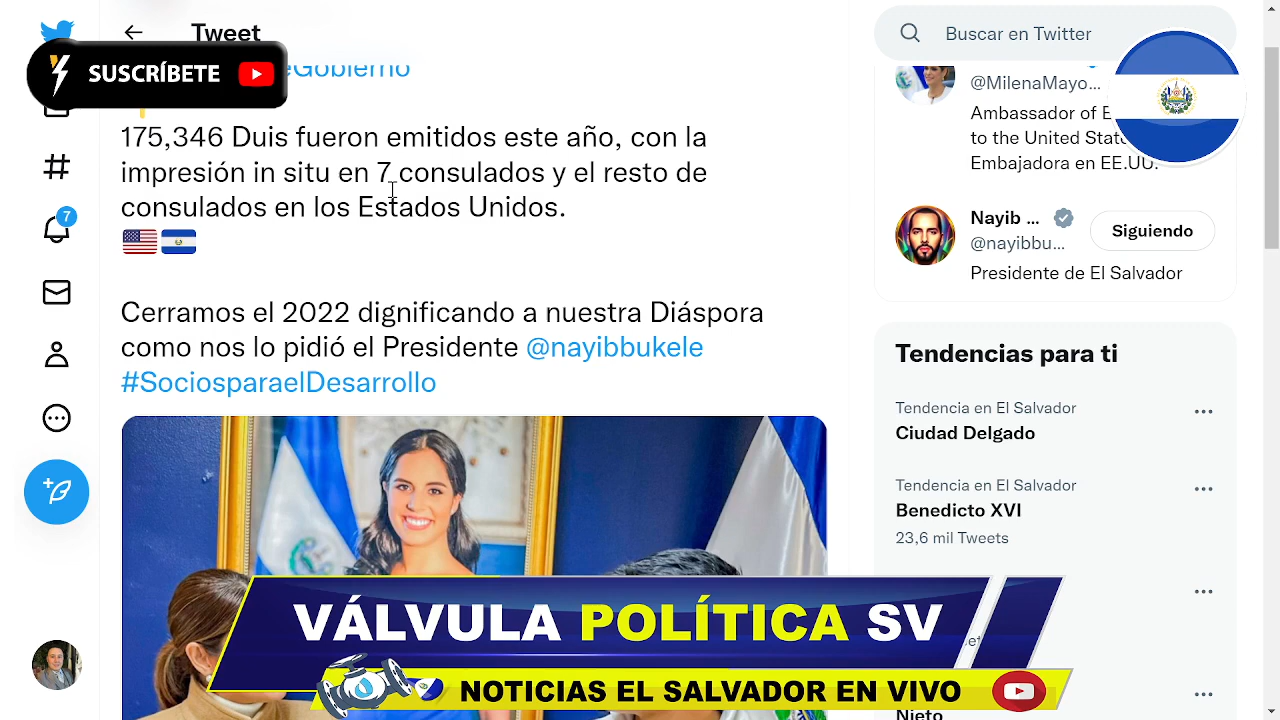 Tweet
Buscar en Twitter
SUSCRÍBETE
eGobierno
175,346 Duis fueron emitidos este año, con la
impresión in situ en 7 consulados y el resto de
consulados en los Estados Unidos.
Cerramos el 2022 dignificando a nuestra Diáspora
como nos lo pidió el Presidente @nayibbukele
#SociosparaelDesarrollo
7
@MilenaMayo...
Ambassador of E
to the United State
Embajadora en EE.UU.
Nayib ...
@nayibbu...
Siguiendo
Presidente de El Salvador
Tendencias para ti
Tendencia en El Salvador
Ciudad Delgado
Tendencia en El Salvador
Benedicto XVI
23,6 mil Tweets
Nieto
VÁLVULA POLÍTICA SV
NOTICIAS EL SALVADOR EN VIVO